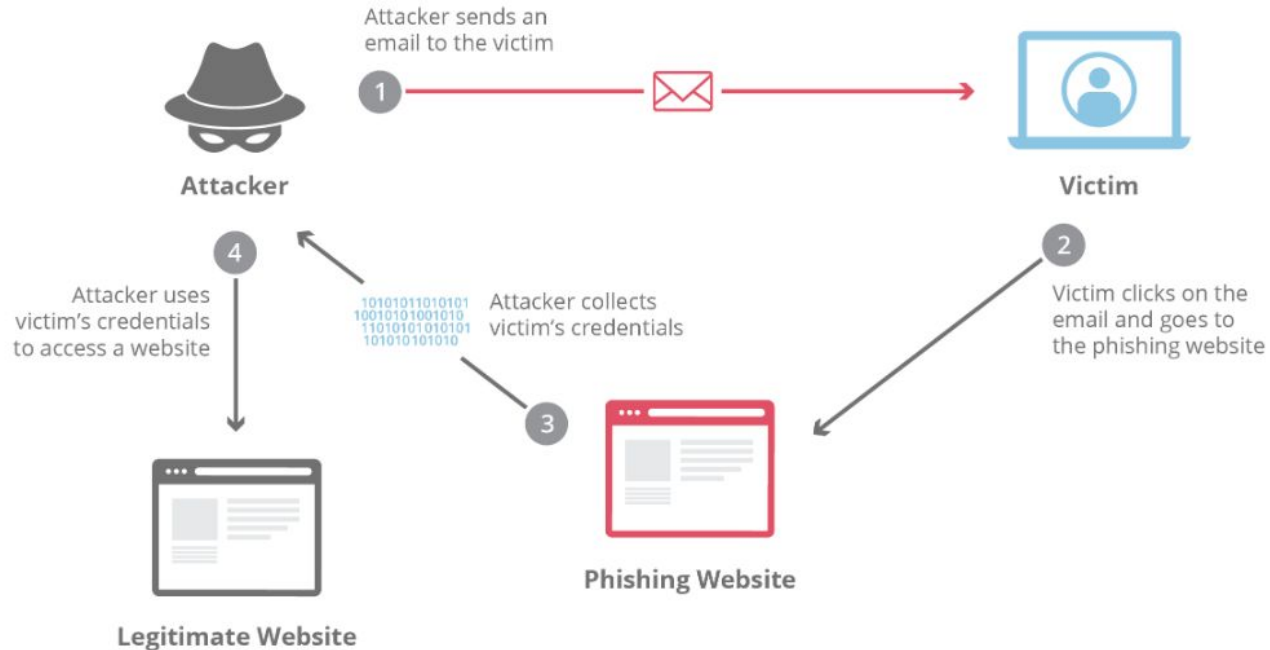 Attacker sends an
email to the victim
1
Attacker
Victim
4
2
Attacker uses
victim's credentials
to access a website
10101011010101
10010101001010
11010101010101
101010101010
Attacker collects
victim's credentials
Victim clicks on the
email and goes to
the phishing website
3
Phishing Website
Legitimate Website